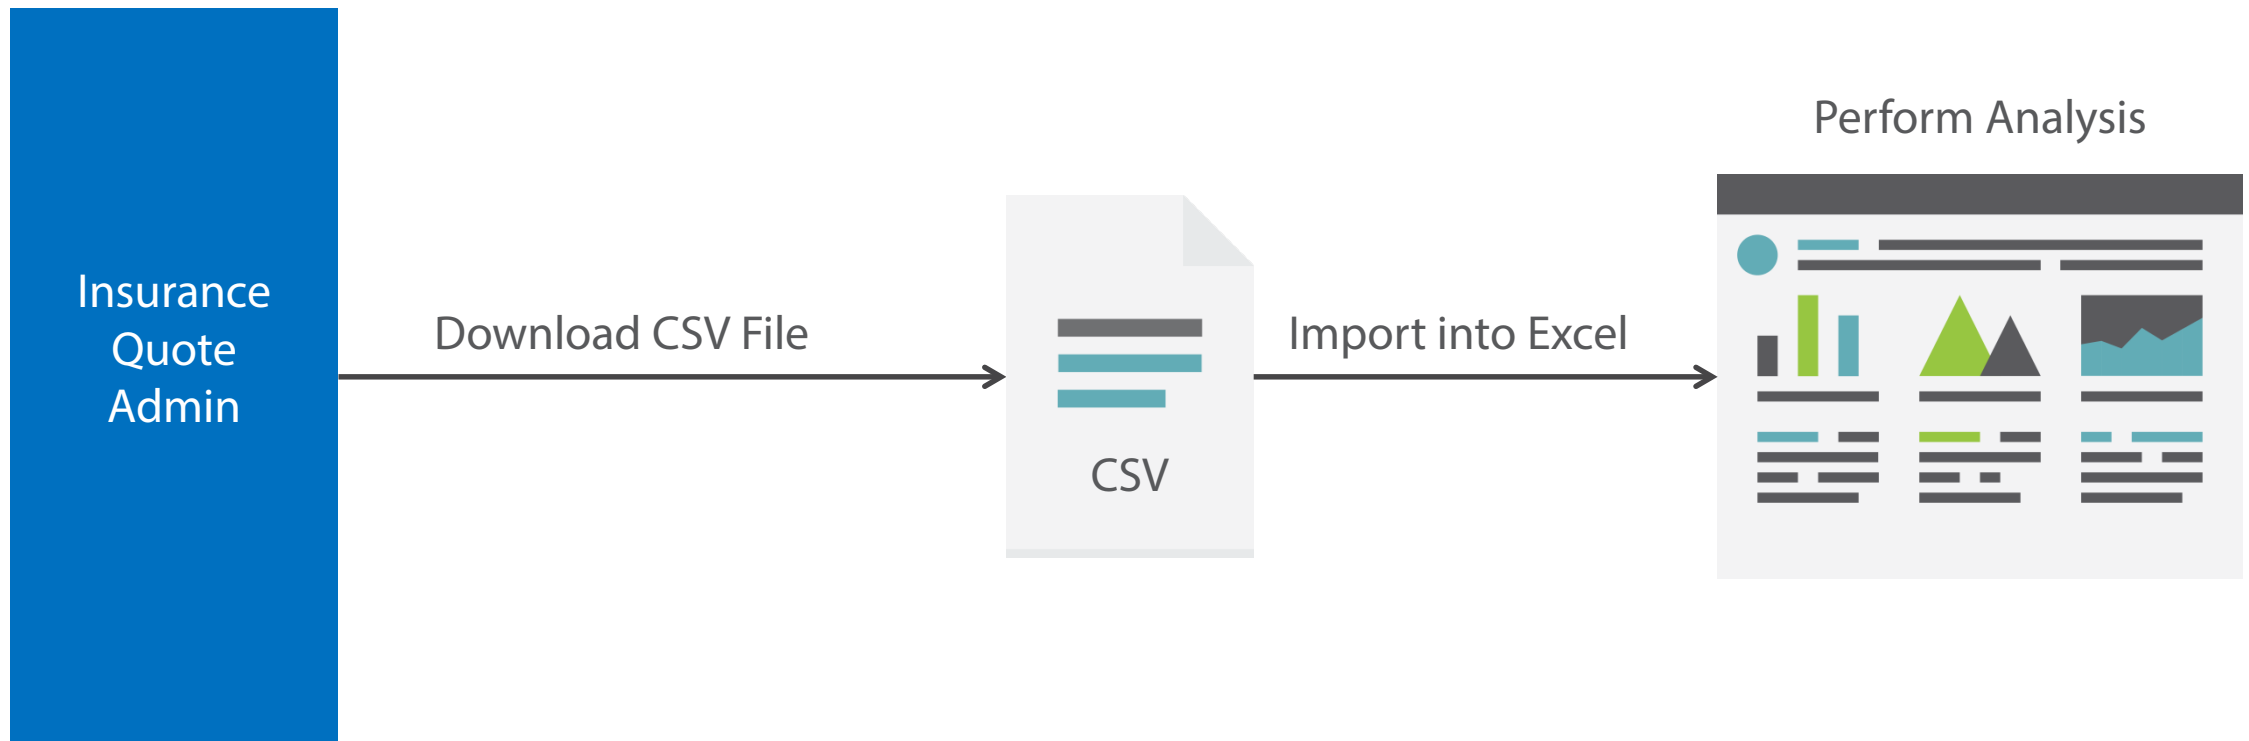 Insurance
Quote
Admin
Download CSV File
CSV
Import into Excel
Perform Analysis